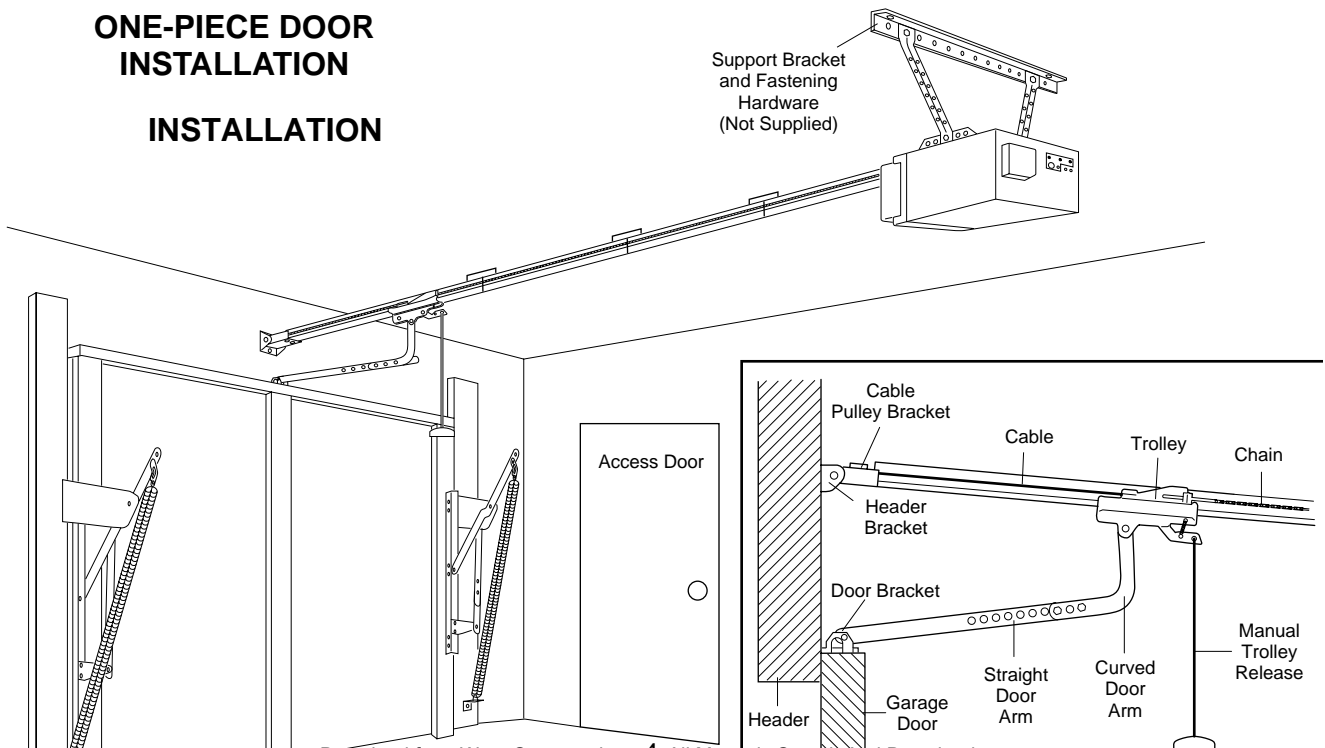 ONE-PIECE DOOR
INSTALLATION
INSTALLATION
Support Bracket
and Fastening
Hardware
(Not Supplied)
Access Door
Cable
Pulley Bracket
Cable
Trolley
Chain
Header
Bracket
Door Bracket
Manual
Trolley
Release
Straight
Door
Arm
Curved
Door
Arm
Header
Garage
Door